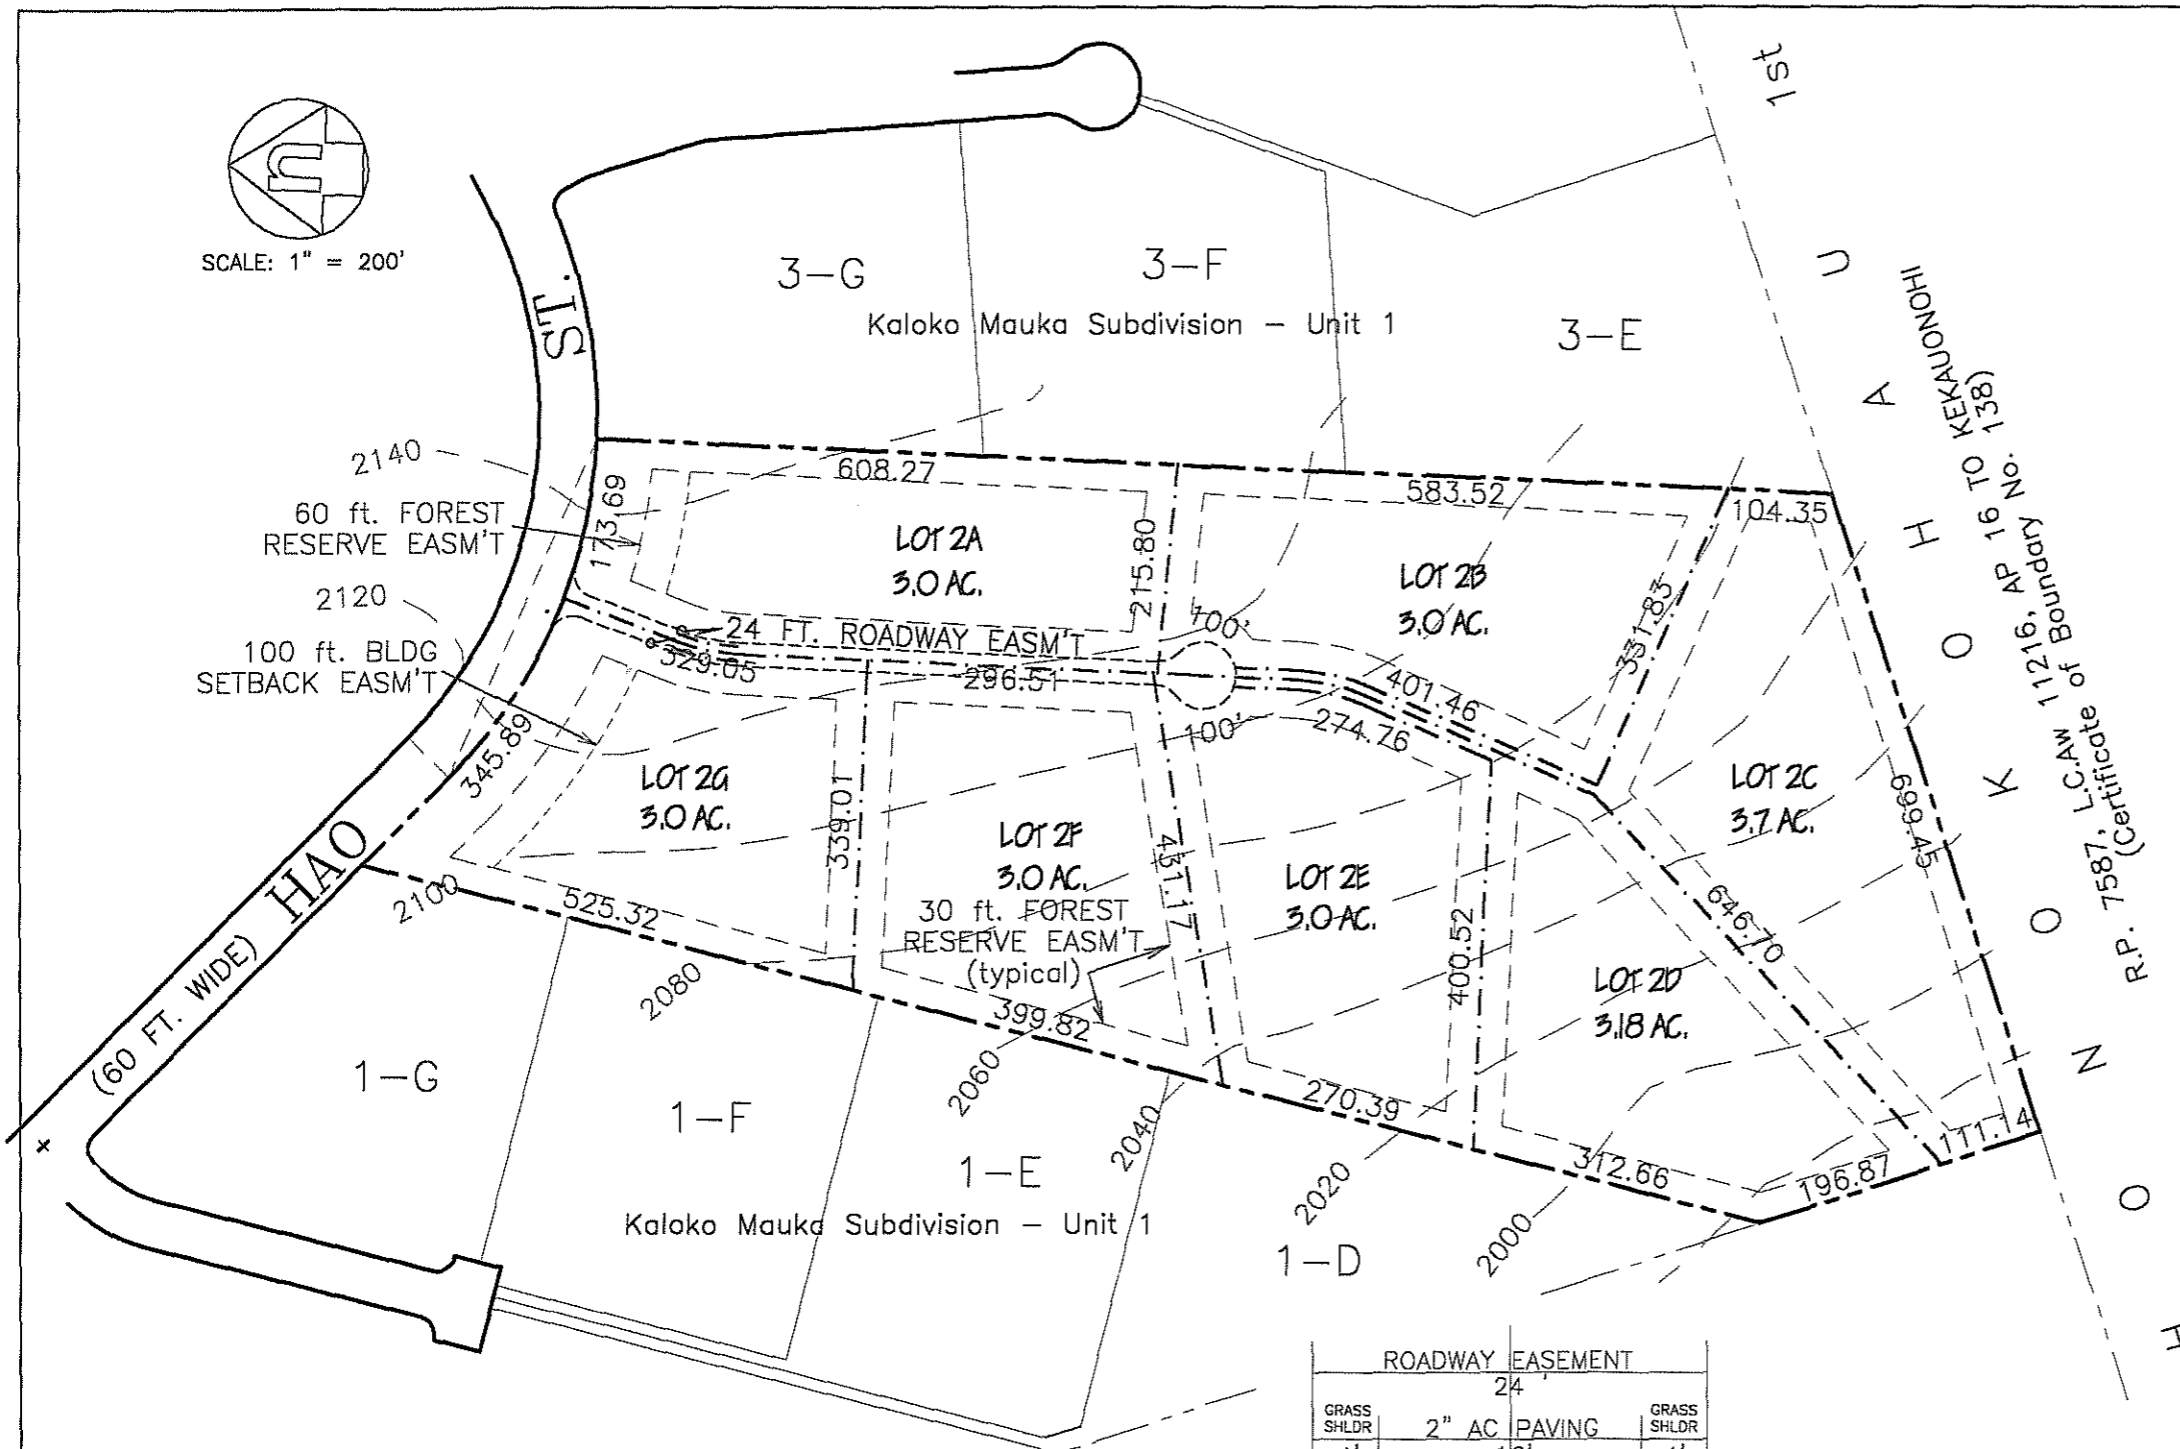 1st
n
SCALE: 1" = 200'
3-G
3-F
3-E
Kaloko Mauka Subdivision - Unit 1
HAO ST.
(60 FT. WIDE)
2140
60 ft. FOREST
RESERVE EASM'T
2120
100 ft. BLDG
SETBACK EASM'T
173.69
608.27
583.52
104.35
LOT 2A
3.0 AC.
215.80
LOT 2B
3.0 AC.
331.83
24 FT. ROADWAY EASM'T
329.05
296.51
100'
100'
401.46
274.76
345.89
LOT 2G
3.0 AC.
339.01
LOT 2F
3.0 AC.
431.17
LOT 2E
3.0 AC.
400.52
LOT 2C
3.7 AC.
669.45
646.70
LOT 2D
3.18 AC.
30 ft. FOREST
RESERVE EASM'T
(typical)
2100
525.32
2080
399.82
2060
2040
270.39
2020
312.66
2000
196.87
111.14
1-G
1-F
1-E
1-D
Kaloko Mauka Subdivision - Unit 1
H O N O K O H A U
R.P. 7587, L.C.AW 11216, AP 16 TO KEKAUONOHI
(Certificate of Boundary No. 138)
ROADWAY EASEMENT
24'
GRASS
SHLDR
2" AC PAVING
GRASS
SHLDR